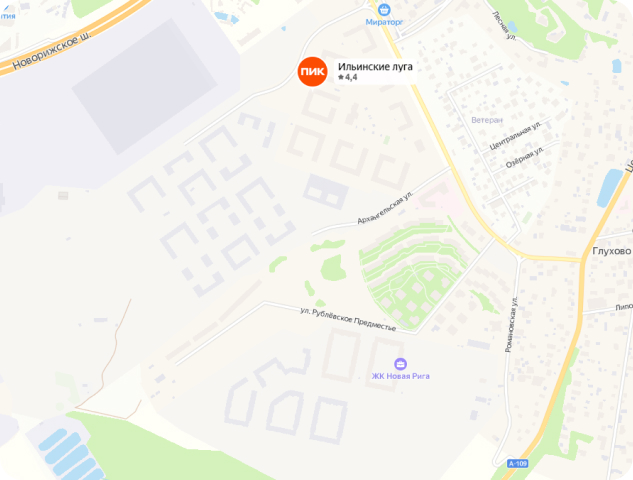 Лесная ул.
Мираторг
Новорижское ш.
ПИК
Ильинские луга
4,4
Ветеран
Центральная ул.
Озёрная ул.
Архангельская ул.
Глухово
ул. Рублёвское Предместье
Романовская ул.
ЖК Новая Рига
А-109